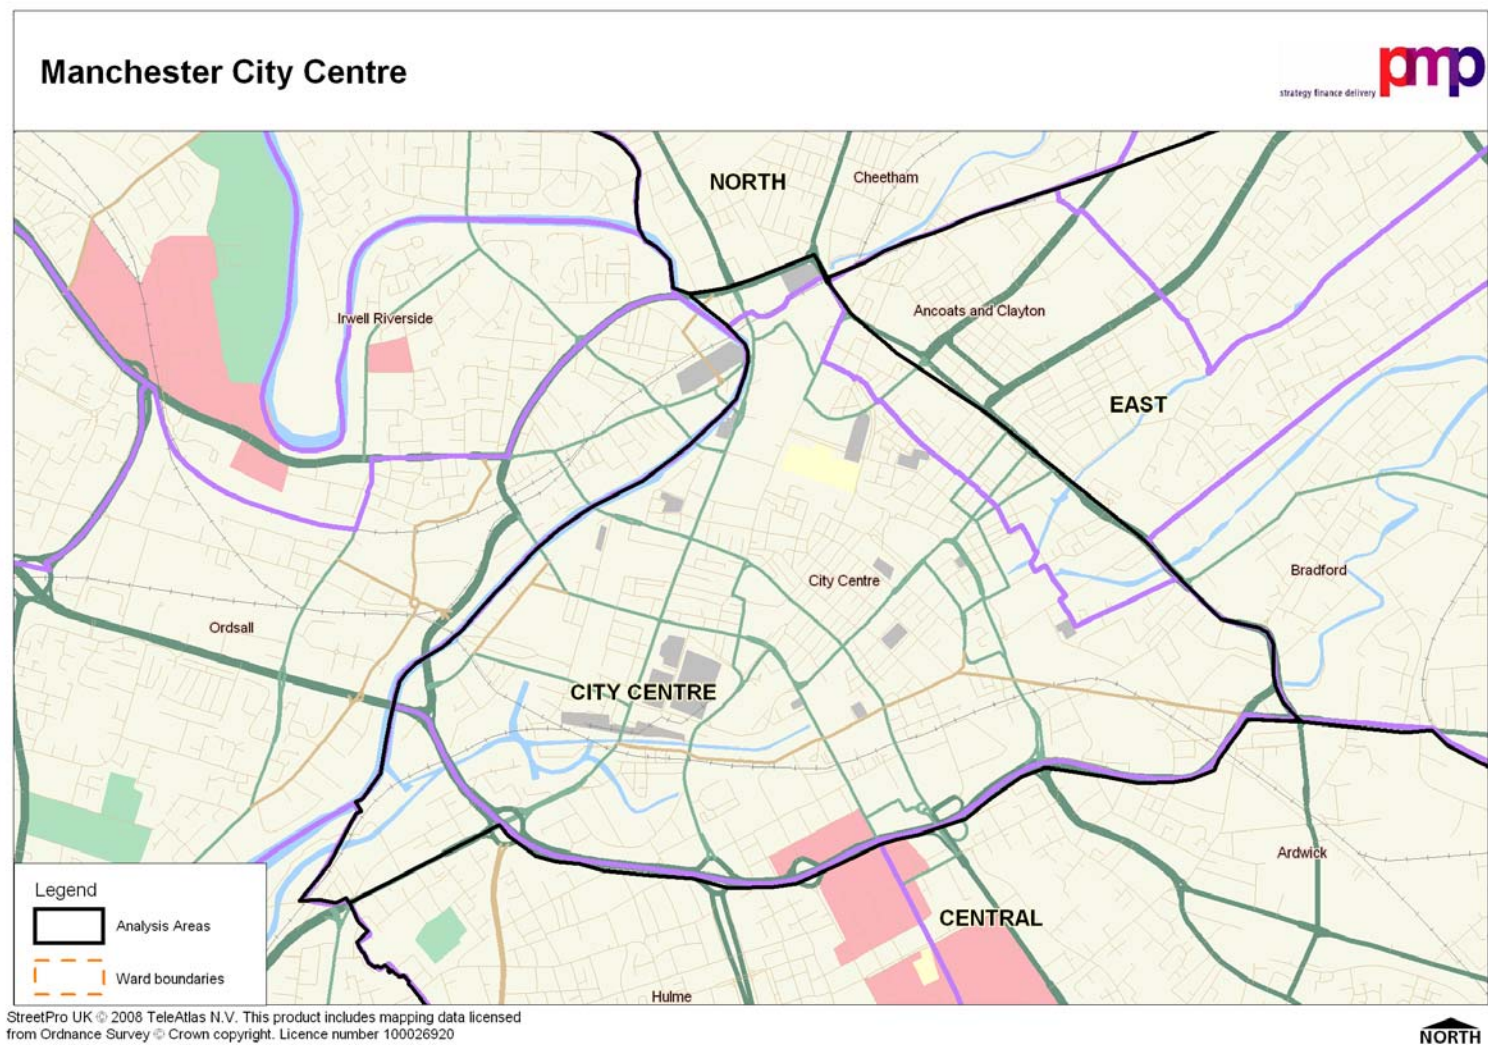 Manchester City Centre
pmp
strategy finance delivery
NORTH
Cheetham
Irwell Riverside
Ancoats and Clayton
EAST
City Centre
Bradford
Ordsall
CITY CENTRE
Ardwick
CENTRAL
Hulme
Legend
Analysis Areas
Ward boundaries
StreetPro UK © 2008 TeleAtlas N.V. This product includes mapping data licensed
from Ordnance Survey © Crown copyright. Licence number 100026920
NORTH